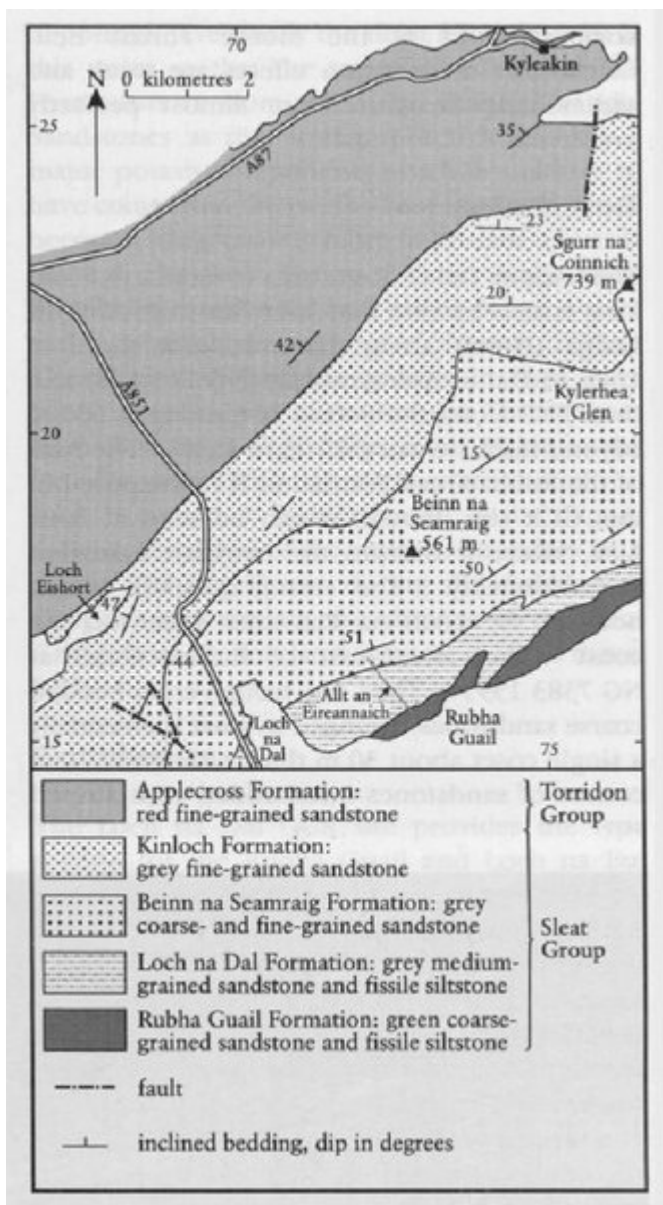 70
Kyleakin
N
0 kilometres 2
25
A87
35
23
Sgurr na
Coinnich
739 m
20
42
Kylerhea
Glen
A851
20
15
Beinn na
Seamraig
561 m
50
Loch
Eishort
47
51
44
Allt an
Eireannaich
Loch
na
Dal
Rubha
Guail
15
75
Applecross Formation:
red fine-grained sandstone
Torridon
Group
Kinloch Formation:
grey fine-grained sandstone
Beinn na Seamraig Formation: grey
coarse- and fine-grained sandstone
Sleat
Group
Loch na Dal Formation: grey medium-
grained sandstone and fissile siltstone
Rubha Guail Formation: green coarse-
grained sandstone and fissile siltstone
fault
inclined bedding, dip in degrees